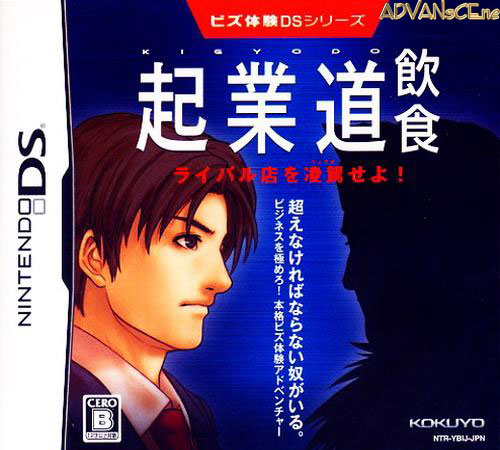 ビズ体験DSシリーズ
ADVANsCEne
KIGYODO
起業道 飲食
ライバル店を凌駕せよ！
NINTENDO DS
超えなければならない奴がいる。
ビジネスを極めろ！本格ビズ体験アドベンチャー
CERO
B
KOKUYO
NTR-YBIJ-JPN